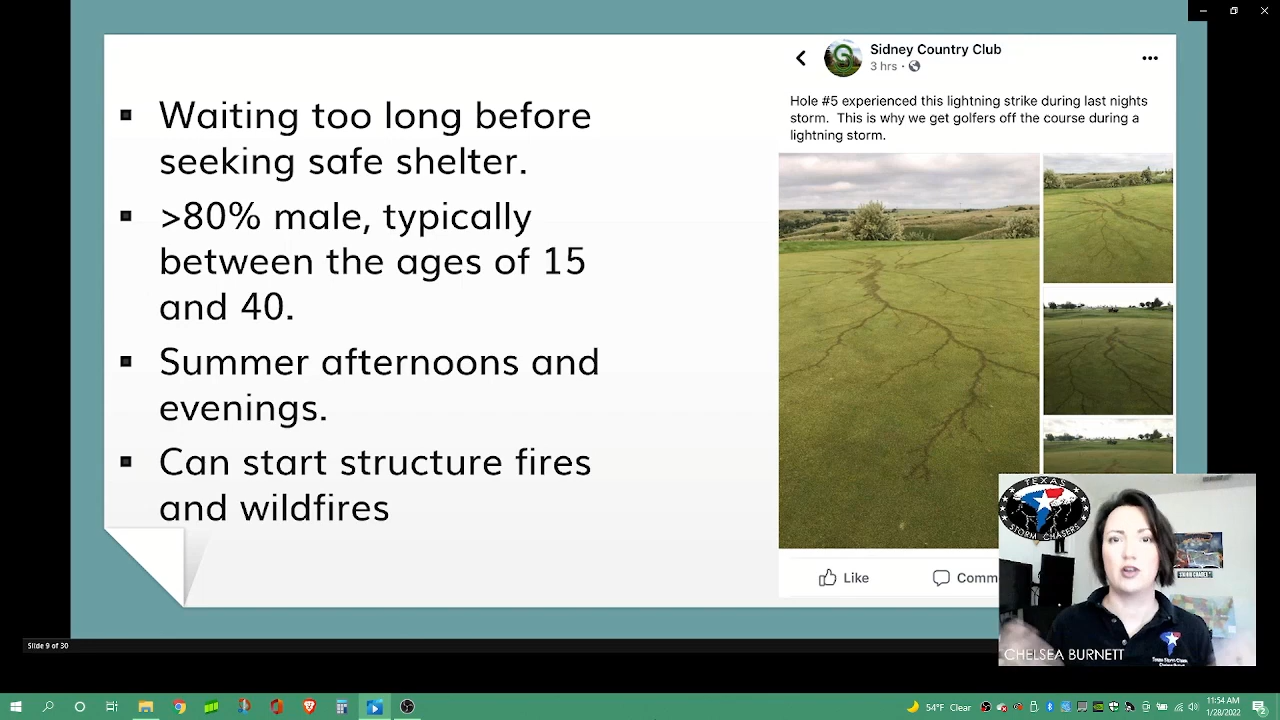 Waiting too long before
seeking safe shelter.
>80% male, typically
between the ages of 15
and 40.
Summer afternoons and
evenings.
Can start structure fires
and wildfires
Sidney Country Club
3 hrs
Hole #5 experienced this lightning strike during last nights
storm. This is why we get golfers off the course during a
lightning storm.
Like
Comm
TEXAS
STORM CHASERS
CHELSEA BURNETT
Slide 9 of 30
54°F Clear
11:54 AM
1/28/2022